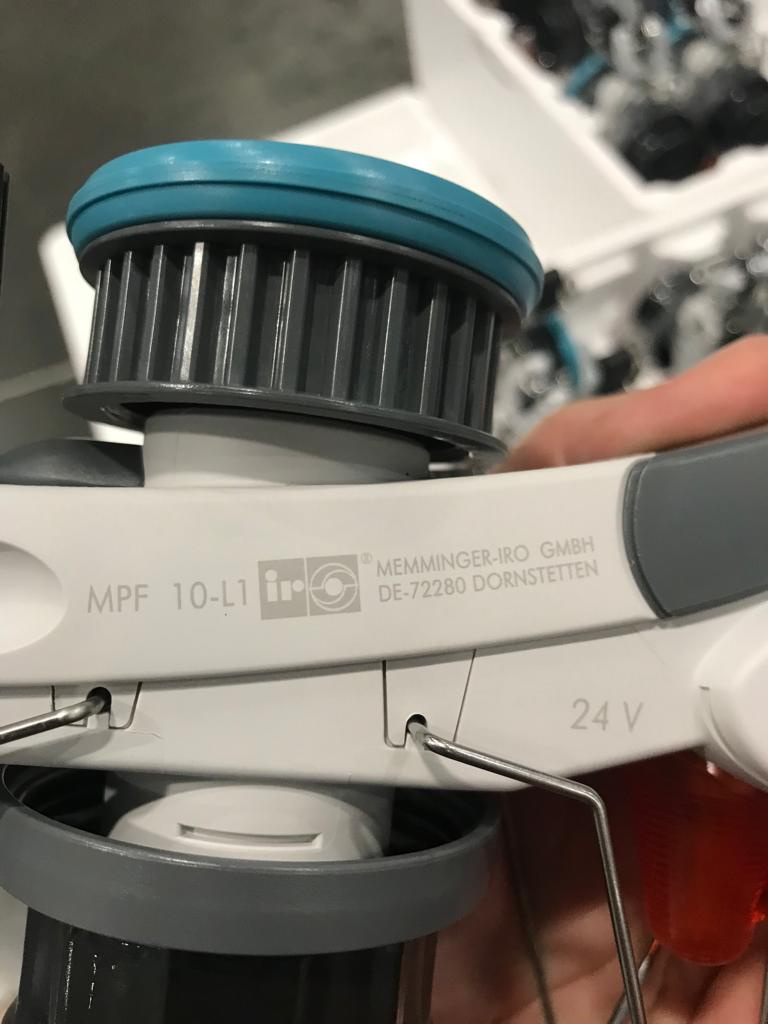 MPF 10-L1 iro ® MEMMINGER-IRO GMBH
DE-72280 DORNSTETTEN
24 V